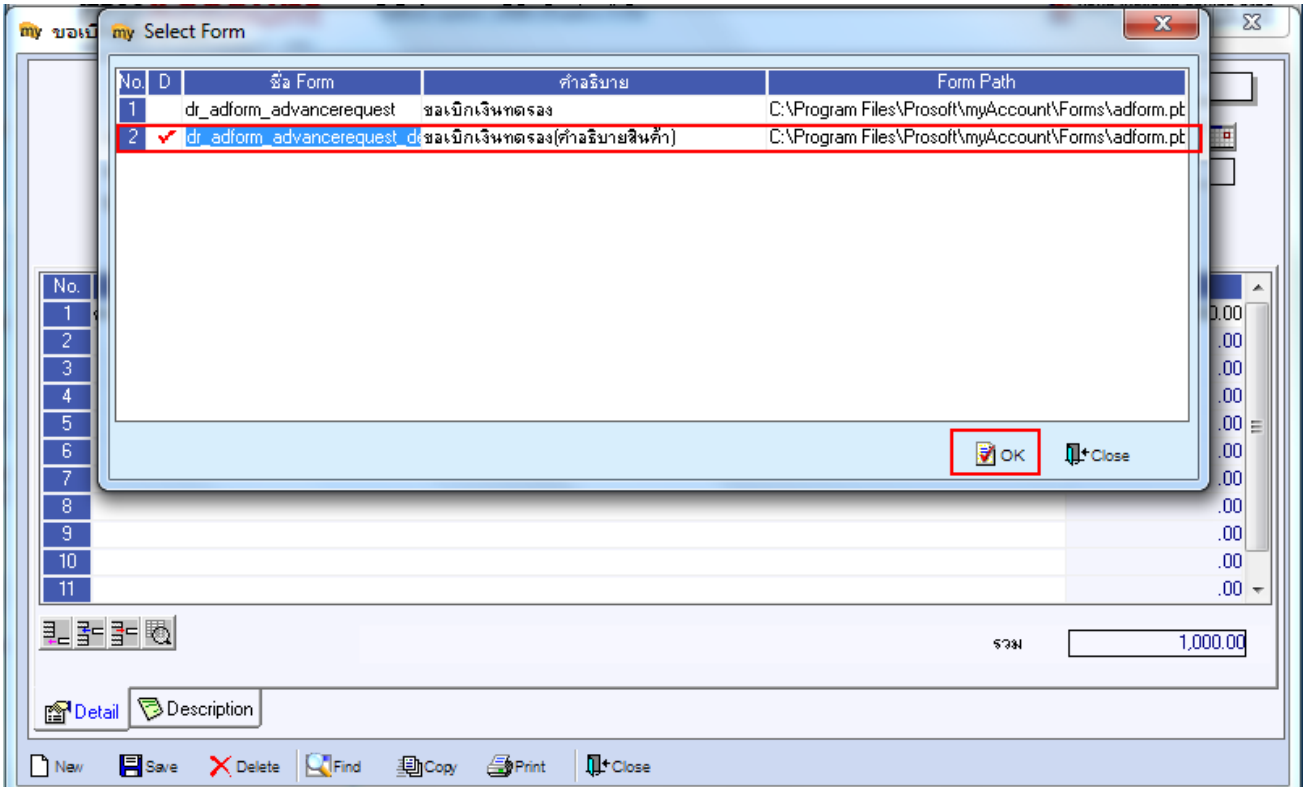 my ขอเบิ
my Select Form
No. D ชื่อ Form คำอธิบาย Form Path
1 dr_adform_advancerequest ขอเบิกเงินทดรอง C:\Program Files\Prosoft\myAccount\Forms\adform.pb
2 dr_adform_advancerequest_de ขอเบิกเงินทดรอง(คำอธิบายสินค้า) C:\Program Files\Prosoft\myAccount\Forms\adform.pb
OK Close
No.
1 0.00
2 .00
3 .00
4 .00
5 .00
6 .00
7 .00
8 .00
9 .00
10 .00
11 .00
รวม 1,000.00
Detail Description
New Save Delete Find Copy Print Close